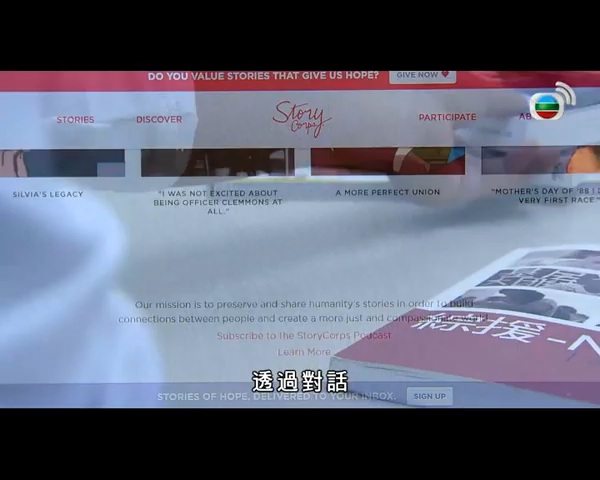 DO YOU VALUE STORIES THAT GIVE US HOPE?
GIVE NOW
STORIES
DISCOVER
Story
Corps
PARTICIPATE
AB
SILVIA'S LEGACY
"I WAS NOT EXCITED ABOUT
BEING OFFICER CLEMMONS AT
ALL."
A MORE PERFECT UNION
"MOTHER'S DAY OF '86 I
VERY FIRST RACE"
Our mission is to preserve and share humanity's stories in order to build
connections between people and create a more just and compassionate world.
Subscribe to the StoryCorps Podcast
Learn More
透過對話
STORIES OF HOPE. DELIVERED TO YOUR INBOX.
SIGN UP